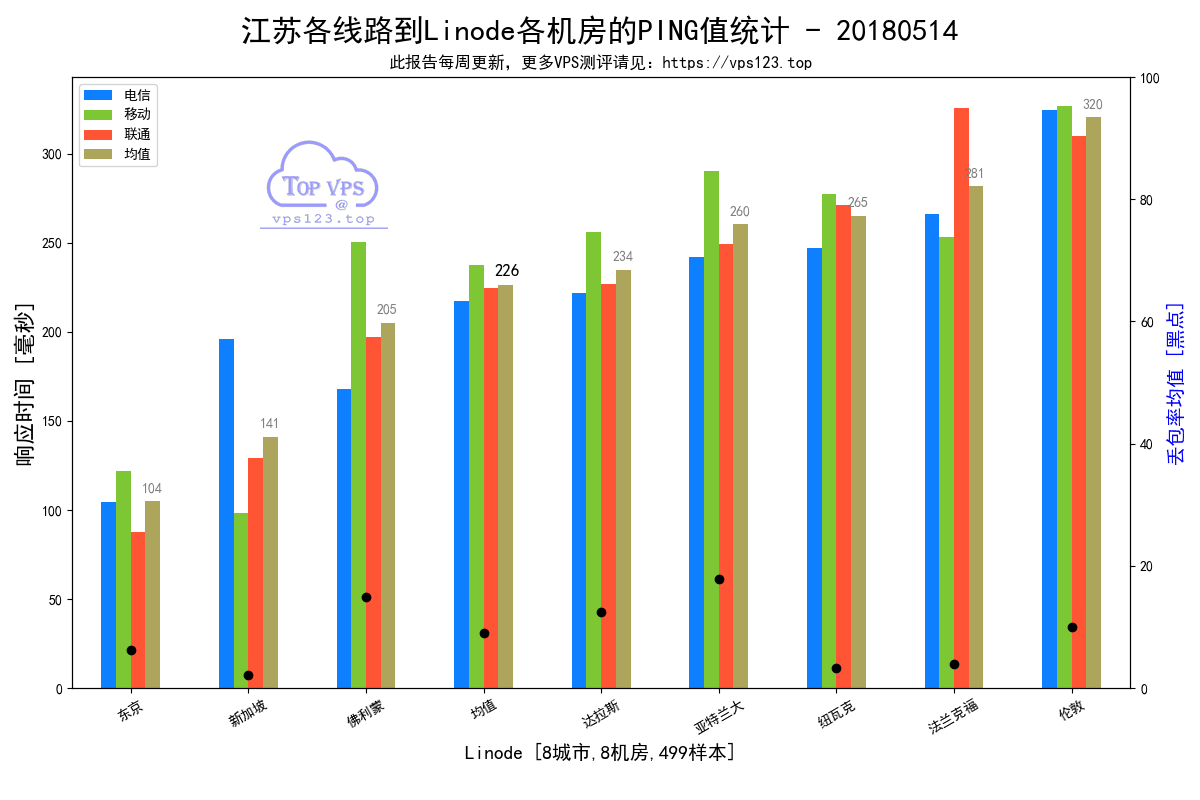 江苏各线路到Linode各机房的PING值统计 - 20180514
此报告每周更新，更多VPS测评请见：https://vps123.top
电信
移动
联通
均值
TOP VPS
@
vps123.top
响应时间 [毫秒]
300
250
200
150
100
50
0
104
141
205
226
234
260
265
281
320
100
80
60
40
20
0
丢包率均值 [黑点]
东京
新加坡
佛利蒙
均值
达拉斯
亚特兰大
纽瓦克
法兰克福
伦敦
Linode [8城市,8机房,499样本]